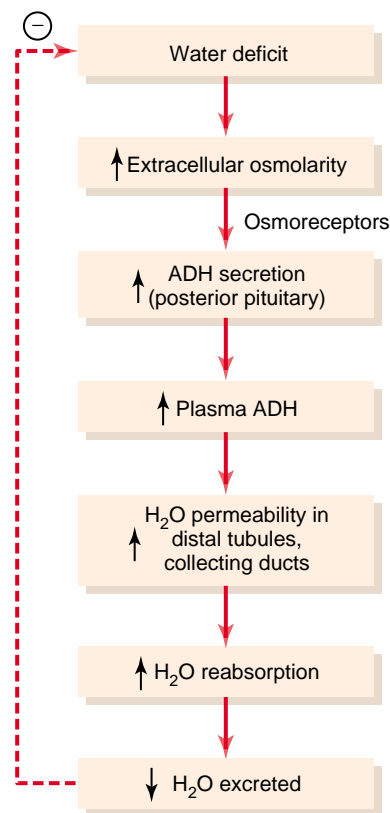 −
Water deficit
↑ Extracellular osmolarity
Osmoreceptors
↑ ADH secretion
(posterior pituitary)
↑ Plasma ADH
H₂O permeability in
↑ distal tubules,
collecting ducts
↑ H₂O reabsorption
↓ H₂O excreted